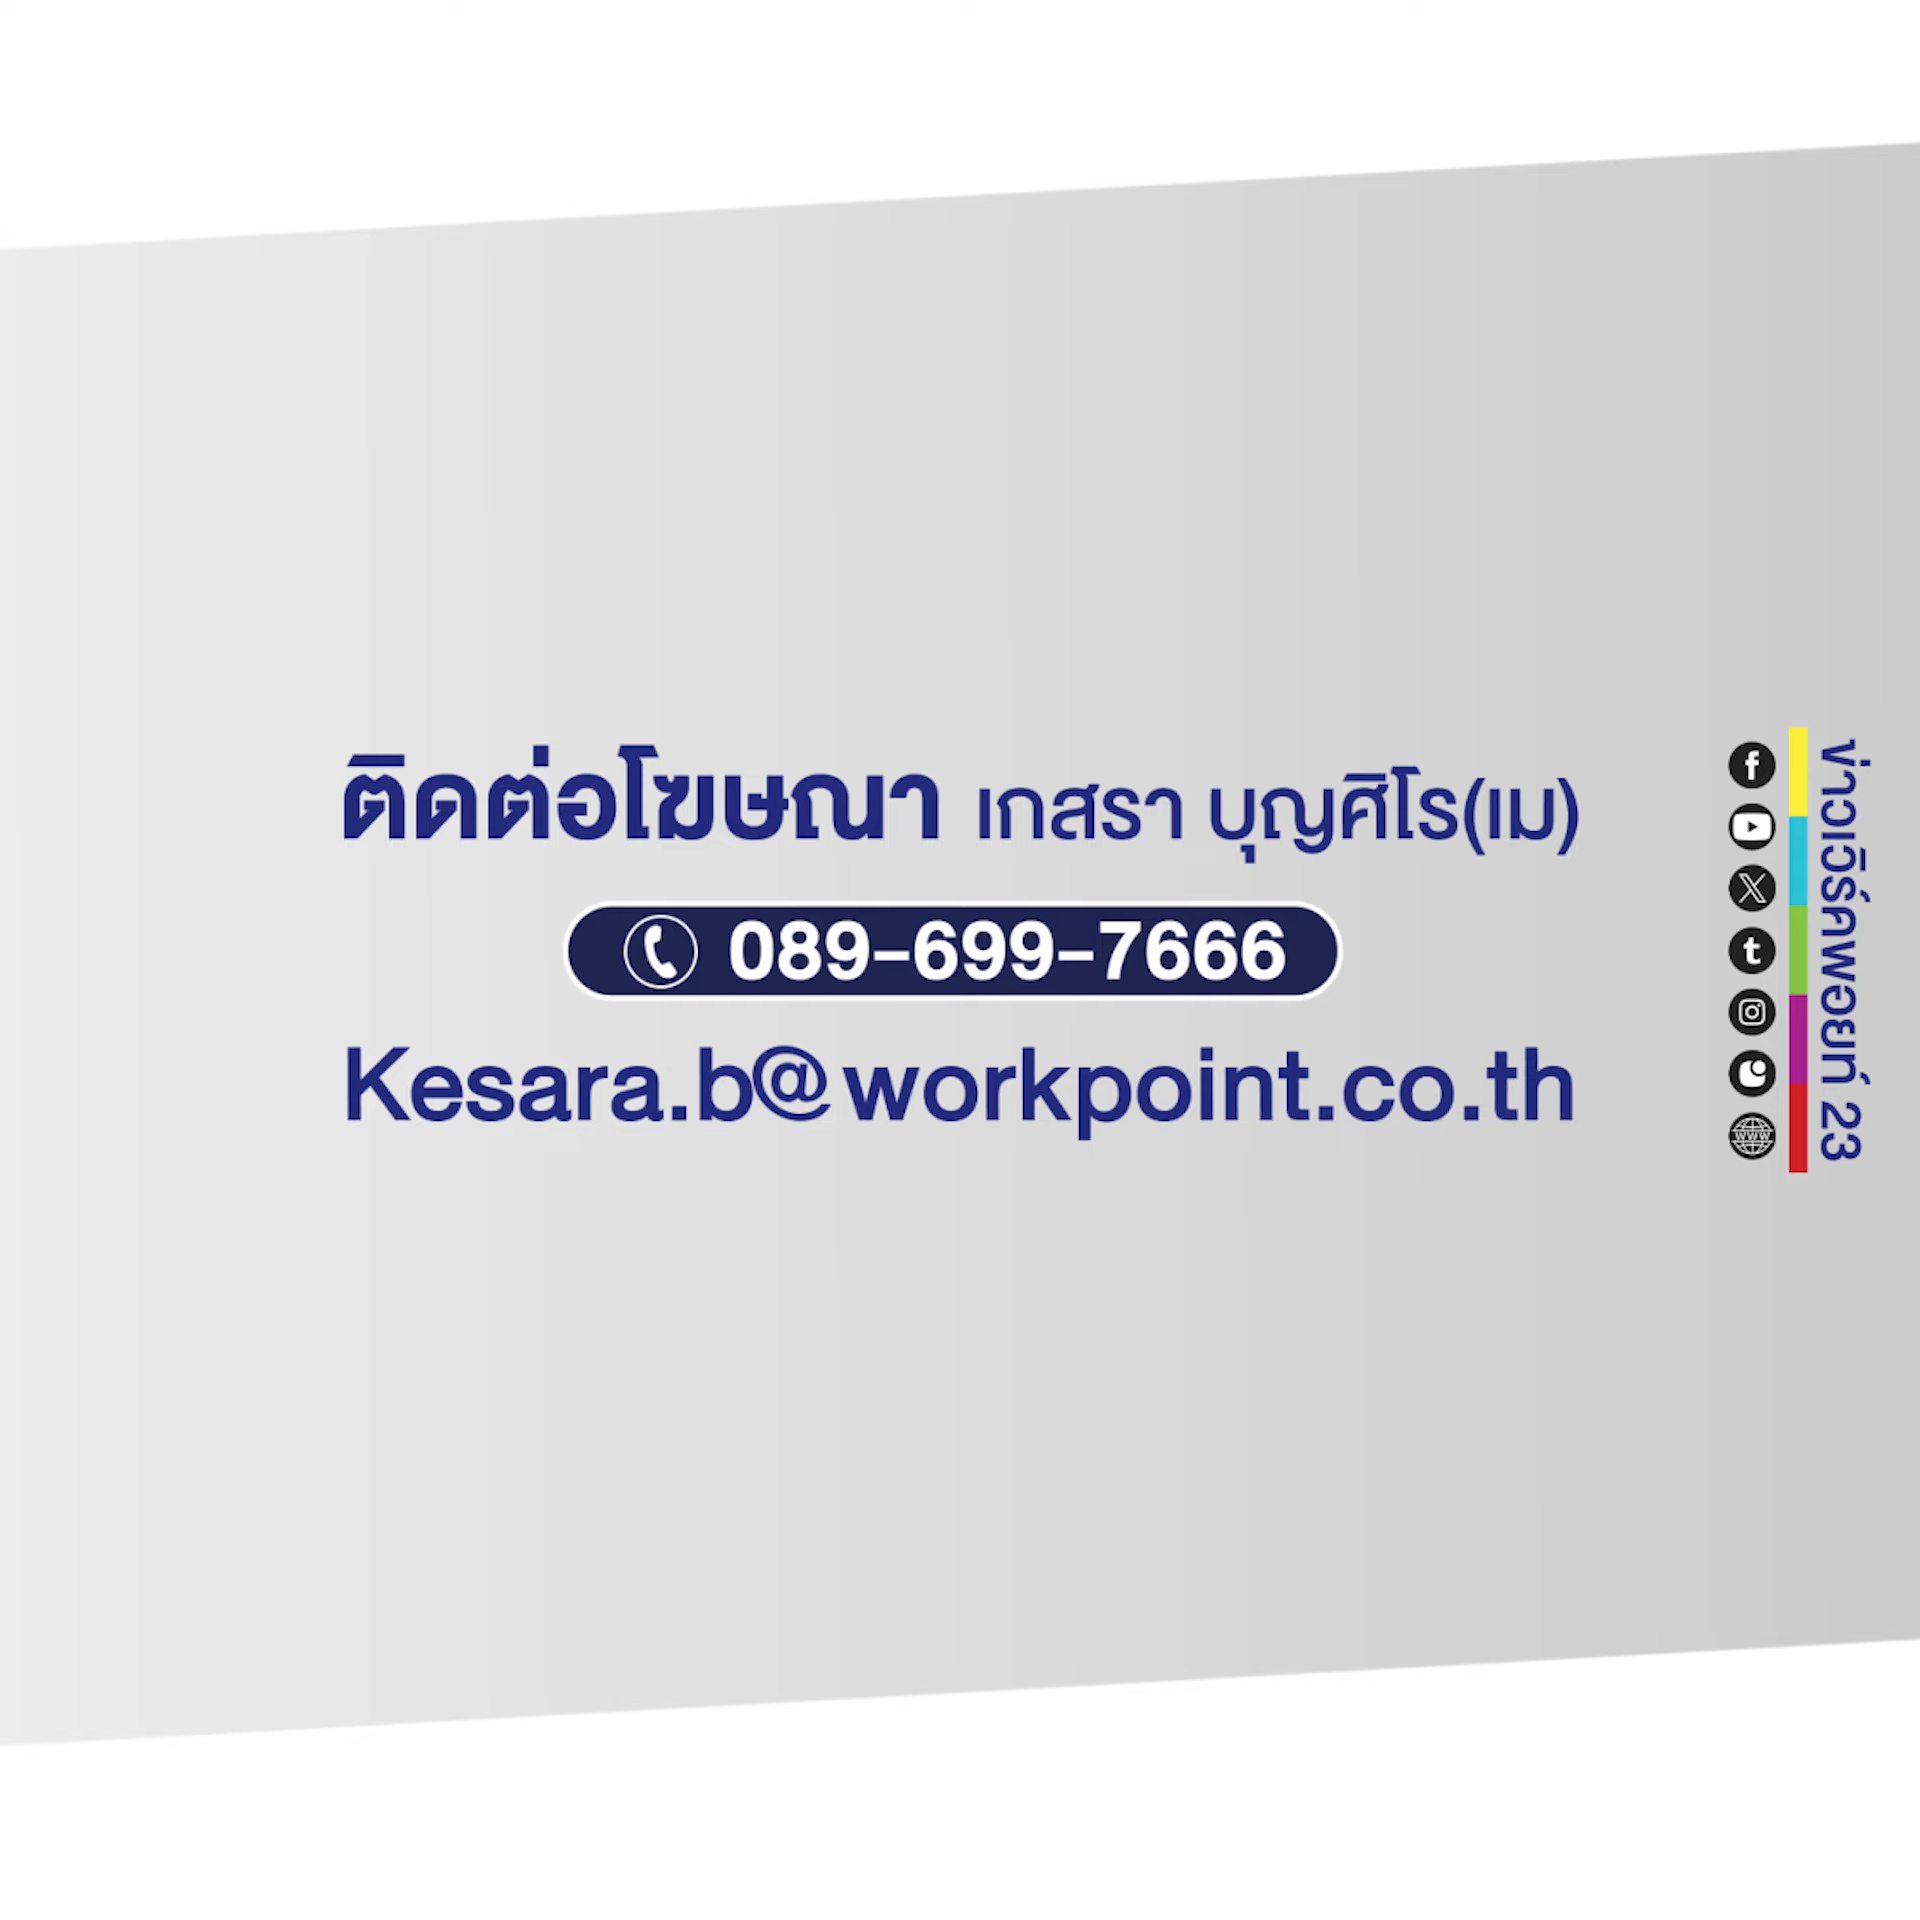 ติดต่อโฆษณา เกสรา บุญศิโร(เม)
089-699-7666
Kesara.b@workpoint.co.th
ข่าวเวิร์คพอยท์ 23
www